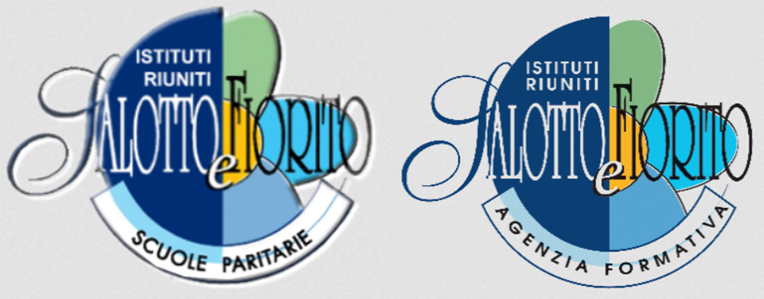 ISTITUTI
RIUNITI
SALOTTO e FIORITO
SCUOLE PARITARIE
ISTITUTI
RIUNITI
SALOTTO e FIORITO
AGENZIA FORMATIVA